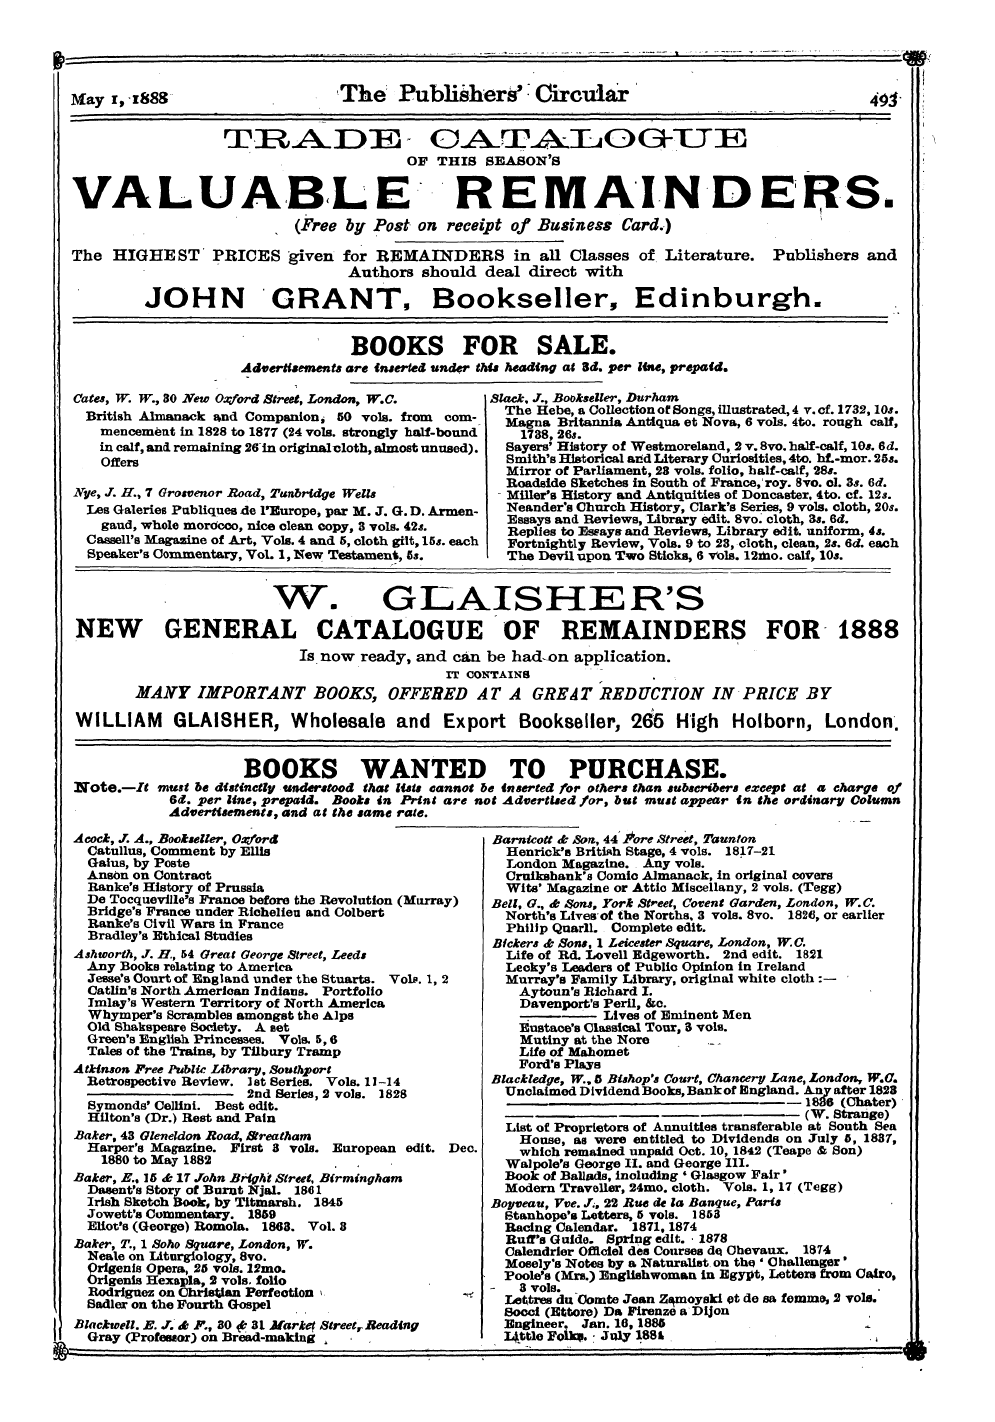 May 1, 1888
The Publishers' Circular
493
TRADE CATALOGUE
OF THIS SEASON'S
VALUABLE REMAINDERS.
(Free by Post on receipt of Business Card.)
The HIGHEST PRICES given for REMAINDERS in all Classes of Literature. Publishers and
Authors should deal direct with
JOHN GRANT, Bookseller, Edinburgh.
BOOKS FOR SALE.
Advertisements are inserted under this heading at 3d. per line, prepaid.
Cates, W. W., 30 New Oxford Street, London, W.C.
British Almanack and Companion, 50 vols. from com-
mencement in 1828 to 1877 (24 vols. strongly half-bound
in calf, and remaining 26 in original cloth, almost unused).
Offers
Nye, J. H., 7 Grosvenor Road, Tunbridge Wells
Les Galeries Publiques de l'Europe, par M. J. G. D. Armen-
gaud, whole morocco, nice clean copy, 3 vols. 42s.
Cassell's Magazine of Art, Vols. 4 and 5, cloth gilt, 15s. each
Speaker's Commentary, Vol. 1, New Testament, 5s.
Slack, J., Bookseller, Durham
The Hebe, a Collection of Songs, illustrated, 4 v. cf. 1732, 10s.
Magna Britannia Antiqua et Nova, 6 vols. 4to. rough calf,
1738, 26s.
Sayers' History of Westmoreland, 2 v. 8vo. half-calf, 10s. 6d.
Smith's Historical and Literary Curiosities, 4to. hf.-mor. 25s.
Mirror of Parliament, 23 vols. folio, half-calf, 28s.
Roadside Sketches in South of France, roy. 8vo. cl. 3s. 6d.
Miller's History and Antiquities of Doncaster, 4to. cf. 12s.
Neander's Church History, Clark's Series, 9 vols. cloth, 20s.
Essays and Reviews, Library edit. 8vo. cloth, 3s. 6d.
Replies to Essays and Reviews, Library edit. uniform, 4s.
Fortnightly Review, Vols. 9 to 23, cloth, clean, 2s. 6d. each
The Devil upon Two Sticks, 6 vols. 12mo. calf, 10s.
W. GLAISHER'S
NEW GENERAL CATALOGUE OF REMAINDERS FOR 1888
Is now ready, and can be had on application.
IT CONTAINS
MANY IMPORTANT BOOKS, OFFERED AT A GREAT REDUCTION IN PRICE BY
WILLIAM GLAISHER, Wholesale and Export Bookseller, 265 High Holborn, London.
BOOKS WANTED TO PURCHASE.
Note.—It must be distinctly understood that lists cannot be inserted for others than subscribers except at a charge of
6d. per line, prepaid. Books in Print are not Advertised for, but must appear in the ordinary Column
Advertisements, and at the same rate.
Acock, J. A., Bookseller, Oxford
Catullus, Comment by Ellis
Gaius, by Poste
Anson on Contract
Ranke's History of Prussia
De Tocqueville's France before the Revolution (Murray)
Bridge's France under Richelieu and Colbert
Ranke's Civil Wars in France
Bradley's Ethical Studies
Ashworth, J. H., 54 Great George Street, Leeds
Any Books relating to America
Jesse's Court of England under the Stuarts. Vols. 1, 2
Catlin's North American Indians. Portfolio
Imlay's Western Territory of North America
Whymper's Scrambles amongst the Alps
Old Shakspeare Society. A set
Green's English Princesses. Vols. 5, 6
Tales of the Trains, by Tilbury Tramp
Atkinson Free Public Library, Southport
Retrospective Review. 1st Series. Vols. 11-14
———— 2nd Series, 2 vols. 1828
Symonds' Cellini. Best edit.
Hilton's (Dr.) Rest and Pain
Baker, 43 Gleneldon Road, Streatham
Harper's Magazine. First 3 vols. European edit. Dec.
1880 to May 1882
Baker, E., 15 & 17 John Bright Street, Birmingham
Dasent's Story of Burnt Njal. 1861
Irish Sketch Book, by Titmarsh. 1845
Jowett's Commentary. 1859
Eliot's (George) Romola. 1863. Vol. 3
Baker, T., 1 Soho Square, London, W.
Neale on Liturgiology, 8vo.
Origenis Opera, 25 vols. 12mo.
Origenis Hexapla, 2 vols. folio
Rodriguez on Christian Perfection
Sadler on the Fourth Gospel
Blackwell, E. J. & F., 30 & 31 Market Street, Reading
Gray (Professor) on Bread-making
Barnicott & Son, 44 Fore Street, Taunton
Henrick's British Stage, 4 vols. 1817-21
London Magazine. Any vols.
Cruikshank's Comic Almanack, in original covers
Wits' Magazine or Attic Miscellany, 2 vols. (Tegg)
Bell, G., & Sons, York Street, Covent Garden, London, W.C.
North's Lives of the Norths, 3 vols. 8vo. 1826, or earlier
Philip Quarll. Complete edit.
Bickers & Sons, 1 Leicester Square, London, W.C.
Life of Rd. Lovell Edgeworth. 2nd edit. 1821
Lecky's Leaders of Public Opinion in Ireland
Murray's Family Library, original white cloth :—
Aytoun's Richard I.
Davenport's Peril, &c.
———— Lives of Eminent Men
Eustace's Classical Tour, 3 vols.
Mutiny at the Nore
Life of Mahomet
Ford's Plays
Blackledge, W., 5 Bishop's Court, Chancery Lane, London, W.C.
Unclaimed Dividend Books, Bank of England. Any after 1823
———— 1836 (Chater)
———— (W. Strange)
List of Proprietors of Annuities transferable at South Sea
House, as were entitled to Dividends on July 5, 1837,
which remained unpaid Oct. 10, 1842 (Teape & Son)
Walpole's George II. and George III.
Book of Ballads, including 'Glasgow Fair'
Modern Traveller, 24mo. cloth. Vols. 1, 17 (Tegg)
Boyveau, Vve. J., 22 Rue de la Banque, Paris
Stanhope's Letters, 5 vols. 1853
Racing Calendar. 1871, 1874
Ruff's Guide. Spring edit. 1878
Calendrier Officiel des Courses de Chevaux. 1874
Mosely's Notes by a Naturalist on the 'Challenger'
Poole's (Mrs.) Englishwoman in Egypt, Letters from Cairo,
3 vols.
Lettres du Comte Jean Zamoyski et de sa femme, 2 vols.
Socci (Ettore) Da Firenze a Dijon
Engineer, Jan. 16, 1885
Little Folks. July 1884